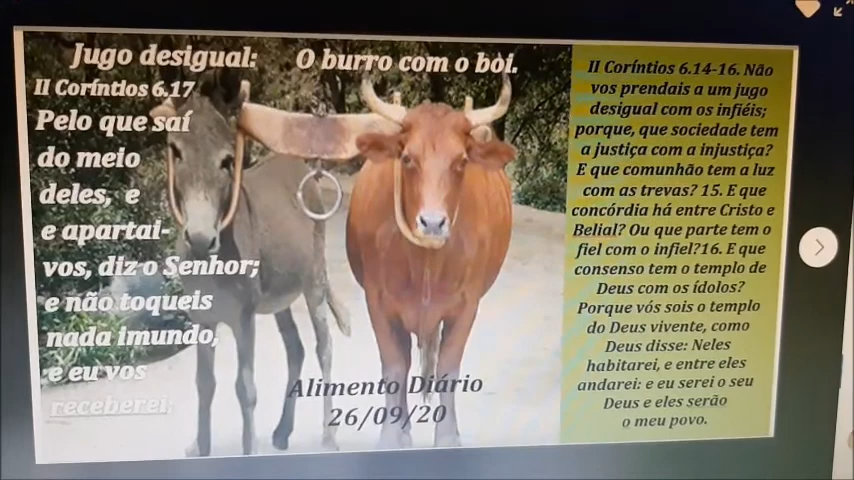 Jugo desigual: O burro com o boi.
II Coríntios 6.17
Pelo que saí
do meio
deles, e
e apartai-
vos, diz o Senhor;
e não toqueis
nada imundo,
e eu vos
receberei.
Alimento Diário
26/09/20
II Coríntios 6.14-16. Não
vos prendais a um jugo
desigual com os infiéis;
porque, que sociedade tem
a justiça com a injustiça?
E que comunhão tem a luz
com as trevas? 15. E que
concórdia há entre Cristo e
Belial? Ou que parte tem o
fiel com o infiel?16. E que
consenso tem o templo de
Deus com os ídolos?
Porque vós sois o templo
do Deus vivente, como
Deus disse: Neles
habitarei, e entre eles
andarei: e eu serei o seu
Deus e eles serão
o meu povo.